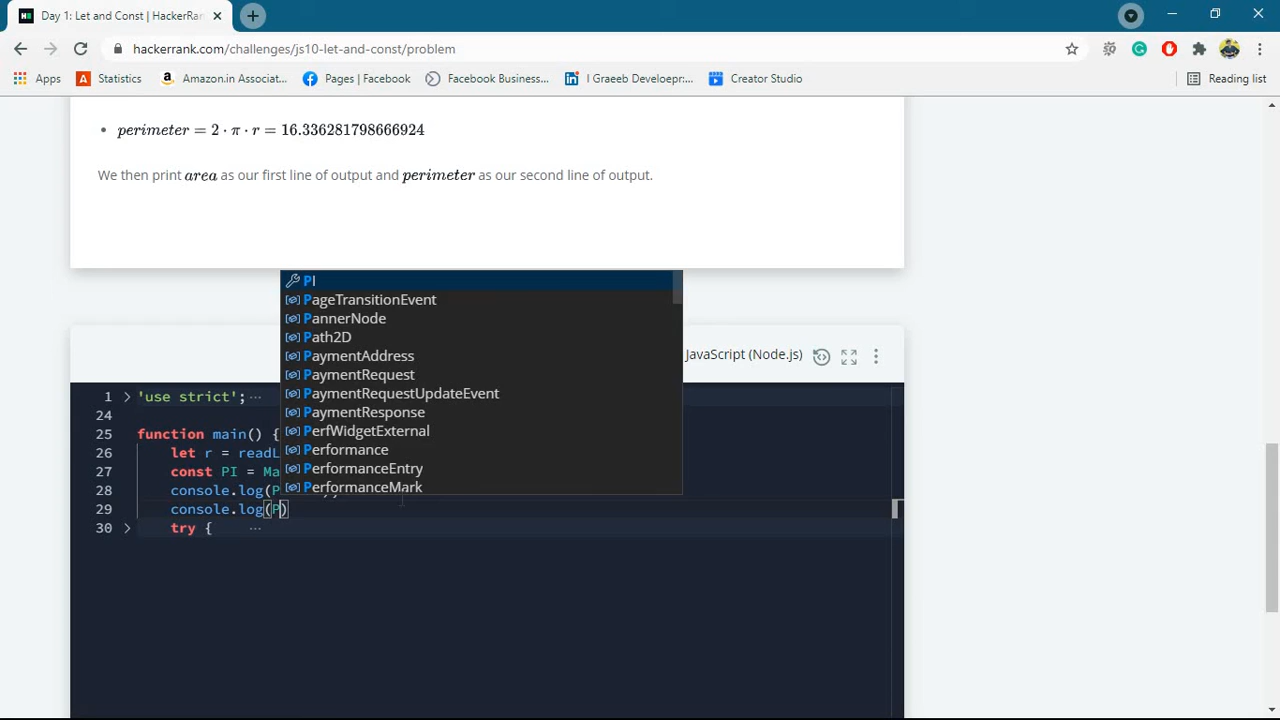 Day 1: Let and Const | HackerRan
hackerrank.com/challenges/js10-let-and-const/problem
Apps Statistics Amazon.in Associat... Pages | Facebook Facebook Business... I Graeeb Develoepr:... Creator Studio Reading list
• perimeter = 2 · π · r = 16.336281798666924
We then print area as our first line of output and perimeter as our second line of output.
PI
PageTransitionEvent
PannerNode
Path2D
JavaScript (Node.js)
PaymentAddress
PaymentRequest
PaymentRequestUpdateEvent
PaymentResponse
PerfWidgetExternal
Performance
PerformanceEntry
PerformanceMark
1 > 'use strict'; ···
24
25 function main() {
26 let r = readL
27 const PI = Ma
28 console.log(P
29 console.log(P)
30 > try { ···